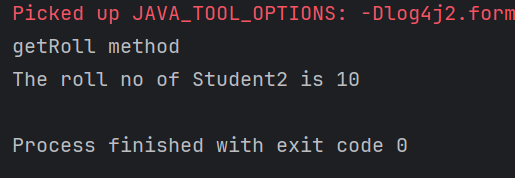 Picked up JAVA_TOOL_OPTIONS: -Dlog4j2.form
getRoll method
The roll no of Student2 is 10
Process finished with exit code 0